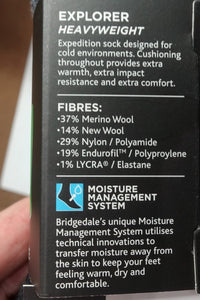 EXPLORER
HEAVYWEIGHT
Expedition sock designed for
cold environments. Cushioning
throughout provides extra
warmth, extra impact
resistance and extra comfort.
FIBRES:
•37% Merino Wool
•14% New Wool
•29% Nylon / Polyamide
•19% Endurofil™ / Polyproylene
•1% LYCRA® / Elastane
MOISTURE
MANAGEMENT
SYSTEM
Bridgedale's unique Moisture
Management System utilises
technical innovations to
transfer moisture away from
the skin to keep your feet
feeling warm, dry and
comfortable.